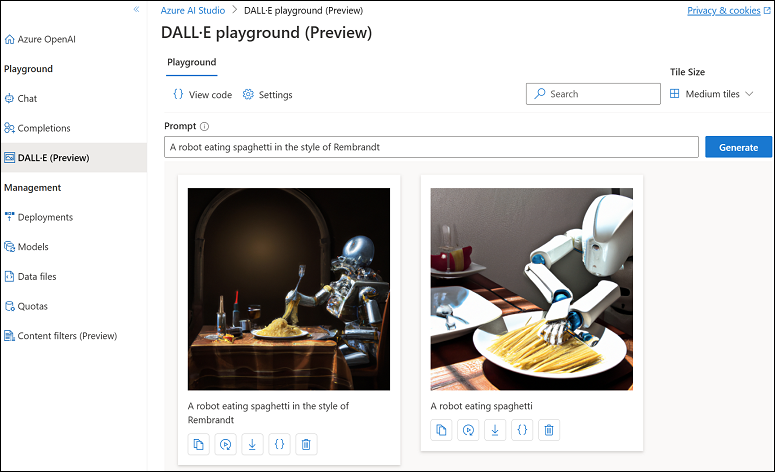 Azure AI Studio > DALL·E playground (Preview)
Privacy & cookies
Azure OpenAI
Playground
Chat
Completions
DALL·E (Preview)
Management
Deployments
Models
Data files
Quotas
Content filters (Preview)
DALL·E playground (Preview)
Playground
View code
Settings
Search
Tile Size
Medium tiles
Prompt
A robot eating spaghetti in the style of Rembrandt
Generate
A robot eating spaghetti in the style of
Rembrandt
A robot eating spaghetti